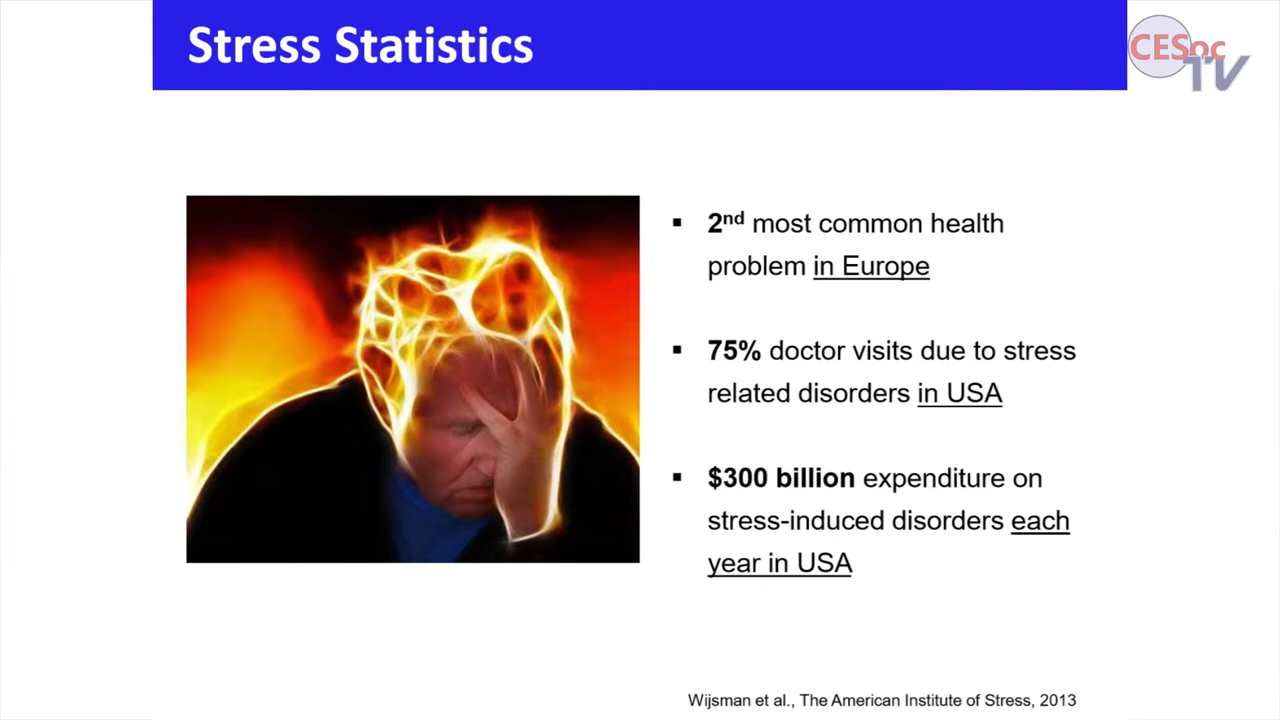 Stress Statistics
CESoc
TV
▪ 2nd most common health
problem in Europe
▪ 75% doctor visits due to stress
related disorders in USA
▪ $300 billion expenditure on
stress-induced disorders each
year in USA
Wijsman et al., The American Institute of Stress, 2013